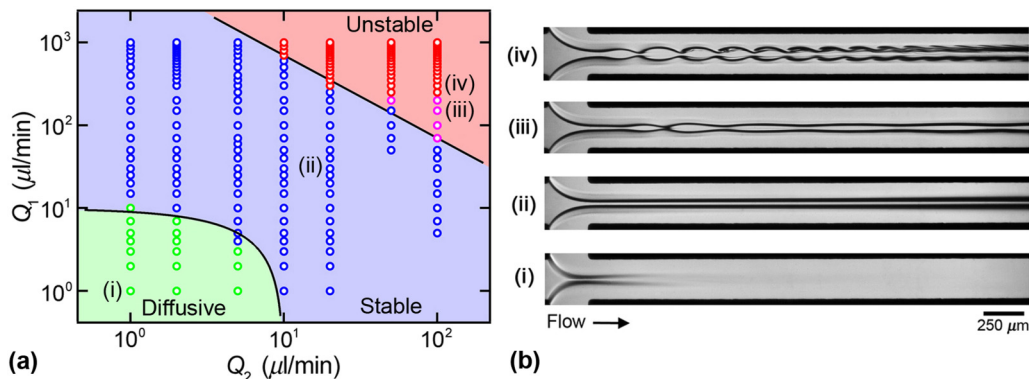 Unstable
10³
(iv)
(iii)
10²
(ii)
Q₁ (μl/min)
10¹
(i)
10⁰
Diffusive
Stable
10⁰
10¹
10²
(a)
Q₂ (μl/min)
(iv)
(iii)
(ii)
(i)
Flow
250 μm
(b)